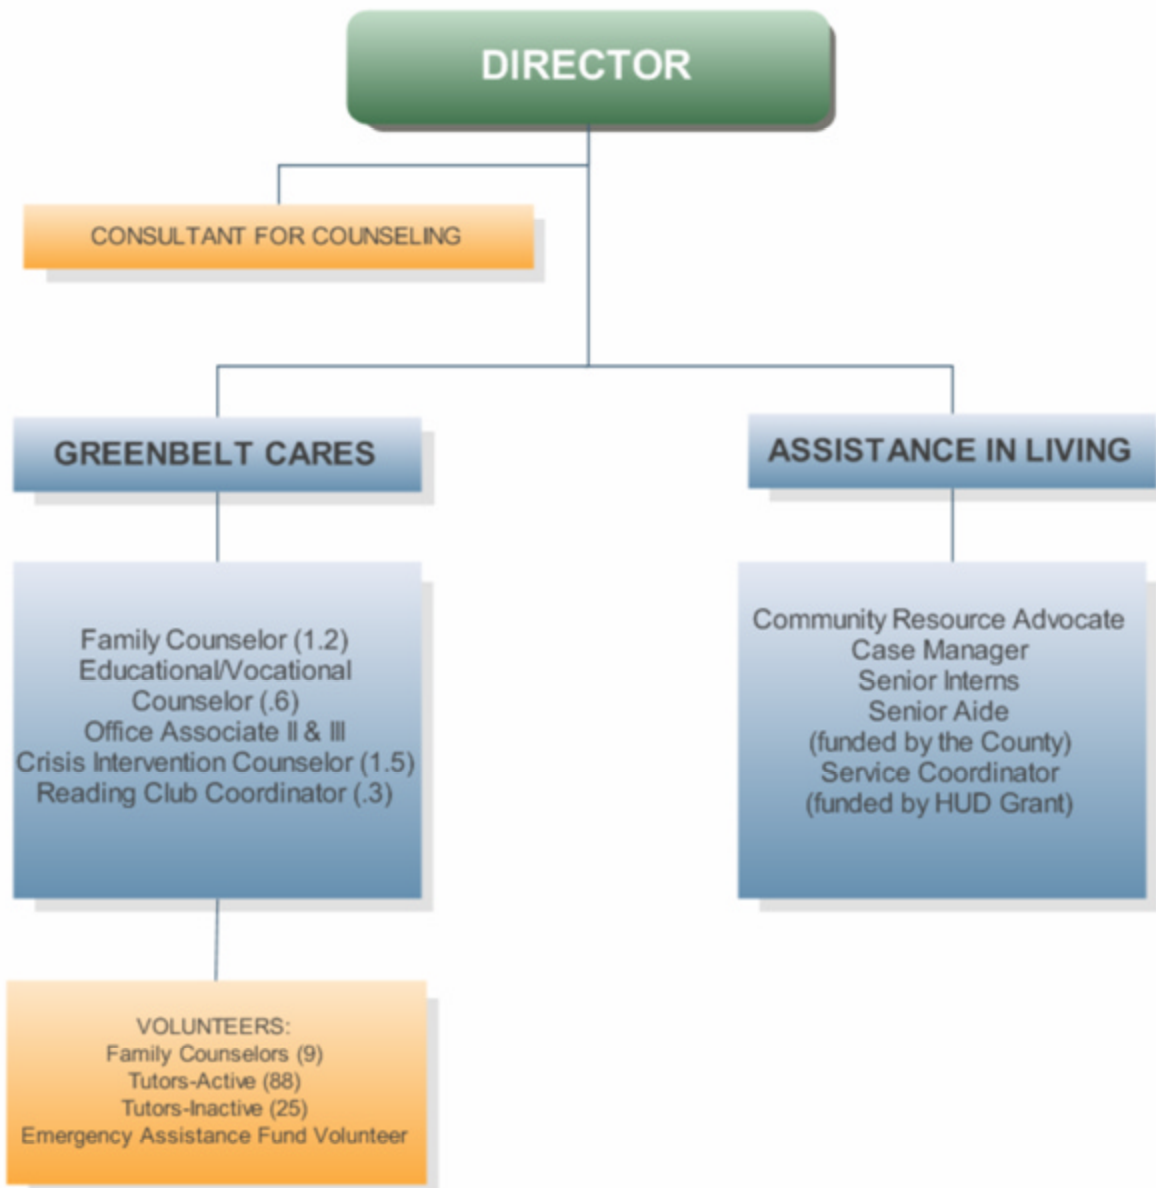 DIRECTOR
CONSULTANT FOR COUNSELING
GREENBELT CARES
ASSISTANCE IN LIVING
Family Counselor (1.2)
Educational/Vocational
Counselor (.6)
Office Associate II & III
Crisis Intervention Counselor (1.5)
Reading Club Coordinator (.3)
Community Resource Advocate
Case Manager
Senior Interns
Senior Aide
(funded by the County)
Service Coordinator
(funded by HUD Grant)
VOLUNTEERS:
Family Counselors (9)
Tutors-Active (88)
Tutors-Inactive (25)
Emergency Assistance Fund Volunteer